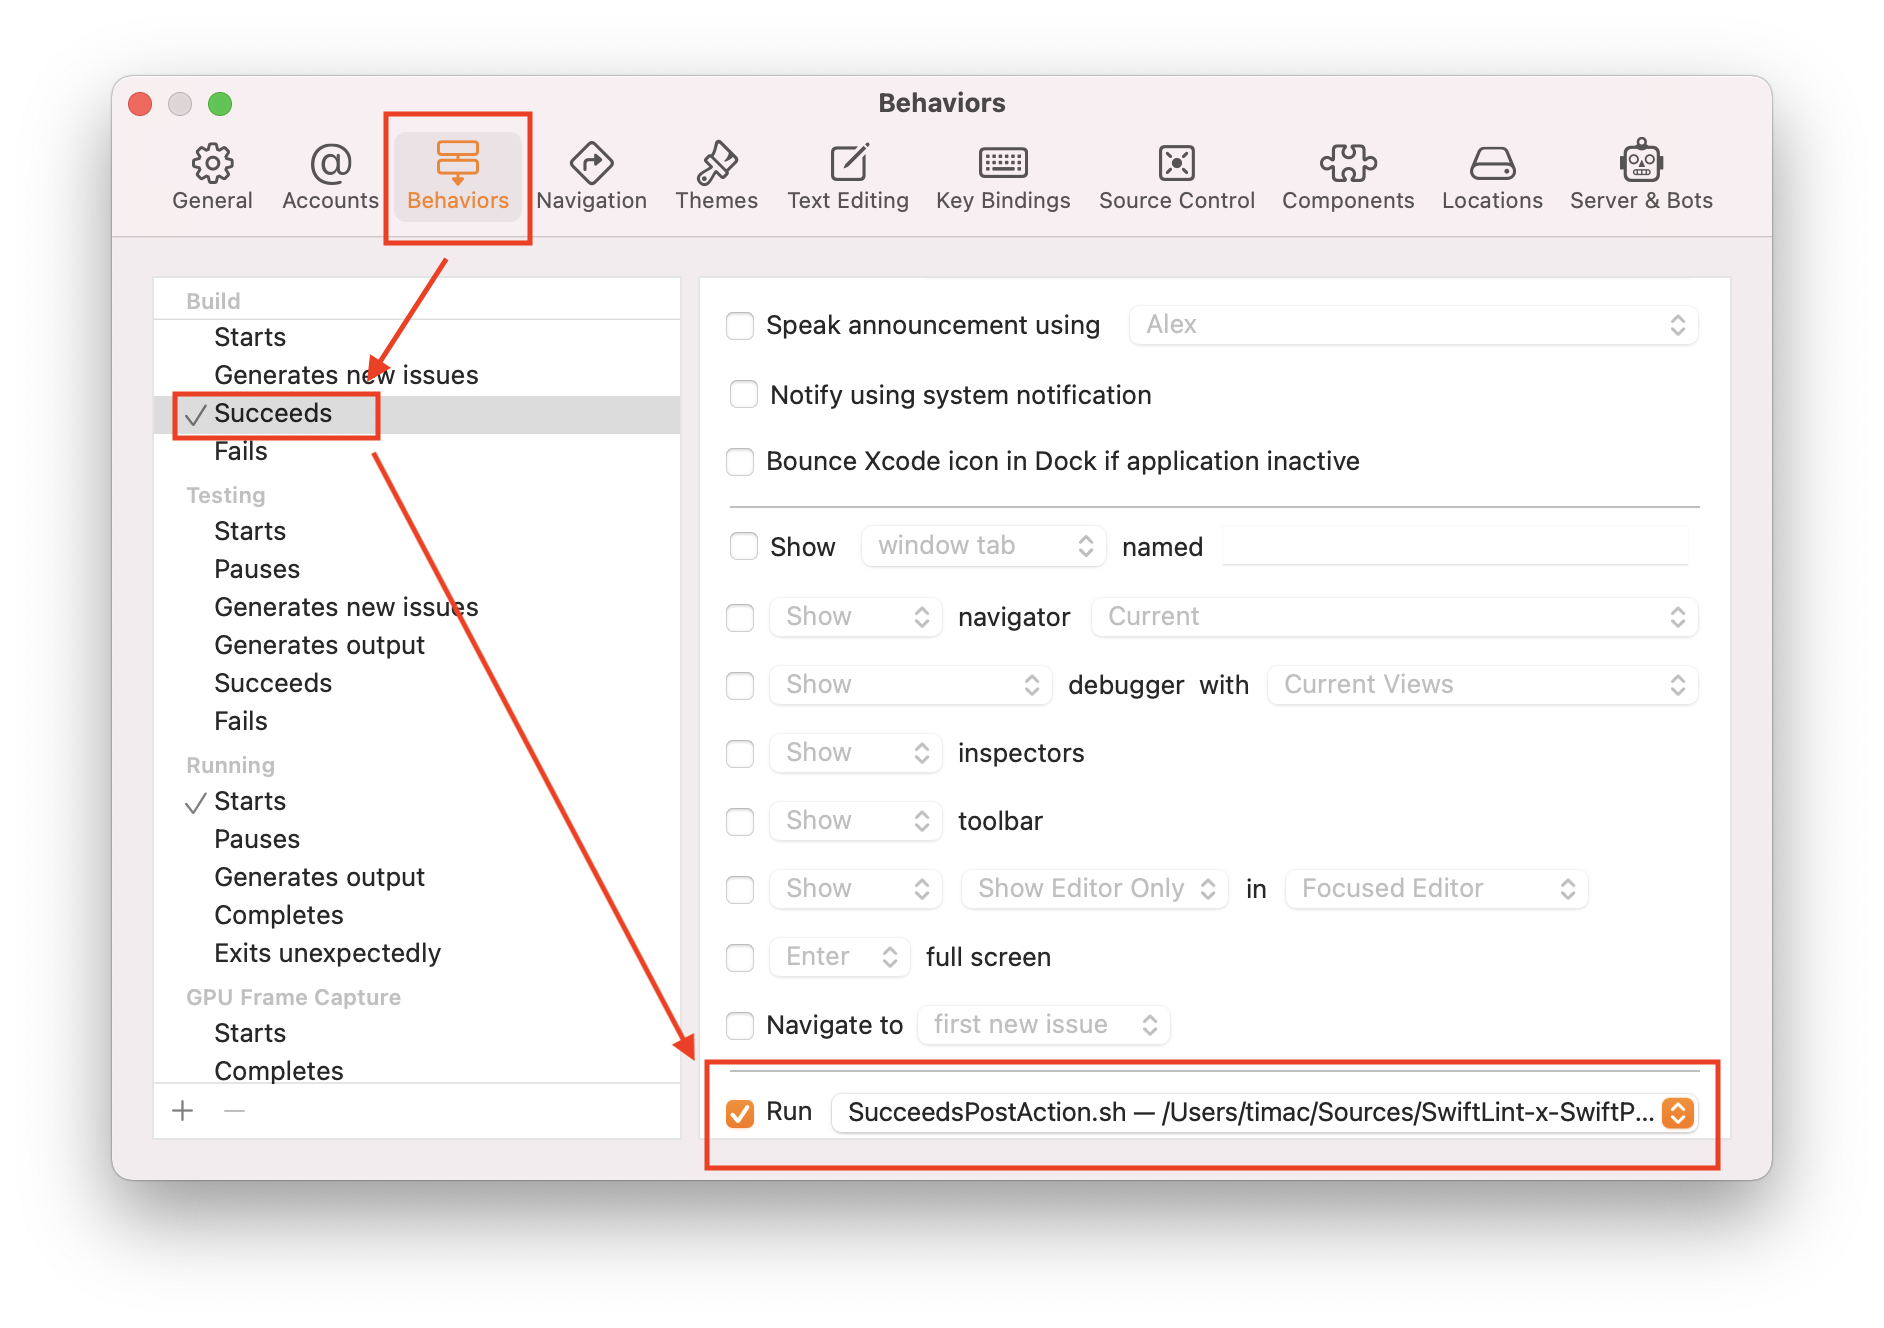 Behaviors
General Accounts Behaviors Navigation Themes Text Editing Key Bindings Source Control Components Locations Server & Bots
Build
Starts
Generates new issues
Succeeds
Fails
Testing
Starts
Pauses
Generates new issues
Generates output
Succeeds
Fails
Running
Starts
Pauses
Generates output
Completes
Exits unexpectedly
GPU Frame Capture
Starts
Completes
Speak announcement using Alex
Notify using system notification
Bounce Xcode icon in Dock if application inactive
Show window tab named
Show navigator Current
Show debugger with Current Views
Show inspectors
Show toolbar
Show Show Editor Only in Focused Editor
Enter full screen
Navigate to first new issue
Run SucceedsPostAction.sh — /Users/timac/Sources/SwiftLint-x-SwiftP...